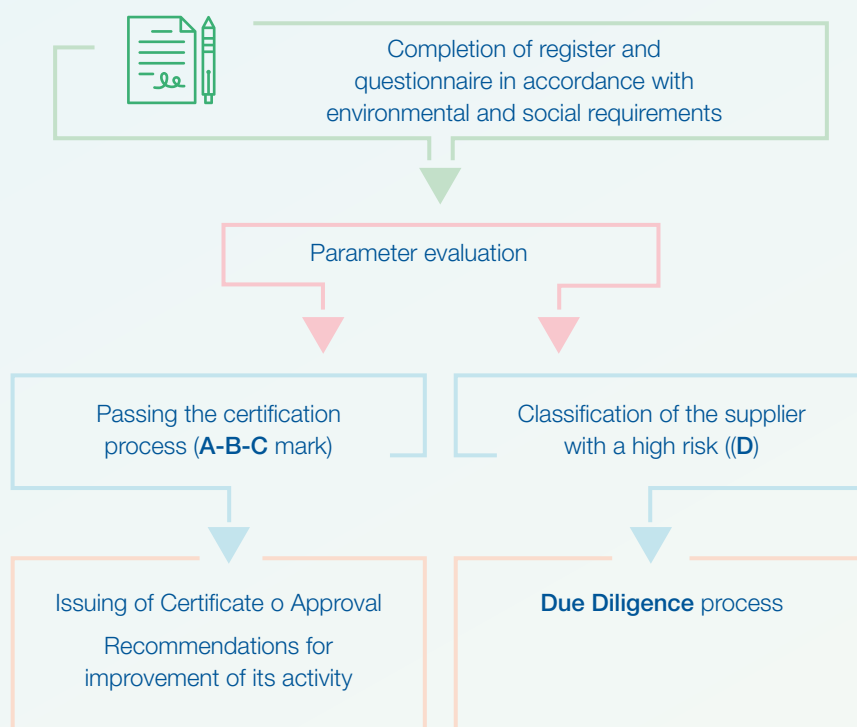 Completion of register and
questionnaire in accordance with
environmental and social requirements
Parameter evaluation
Passing the certification
process (A-B-C mark)
Classification of the supplier
with a high risk ((D)
Issuing of Certificate o Approval
Recommendations for
improvement of its activity
Due Diligence process